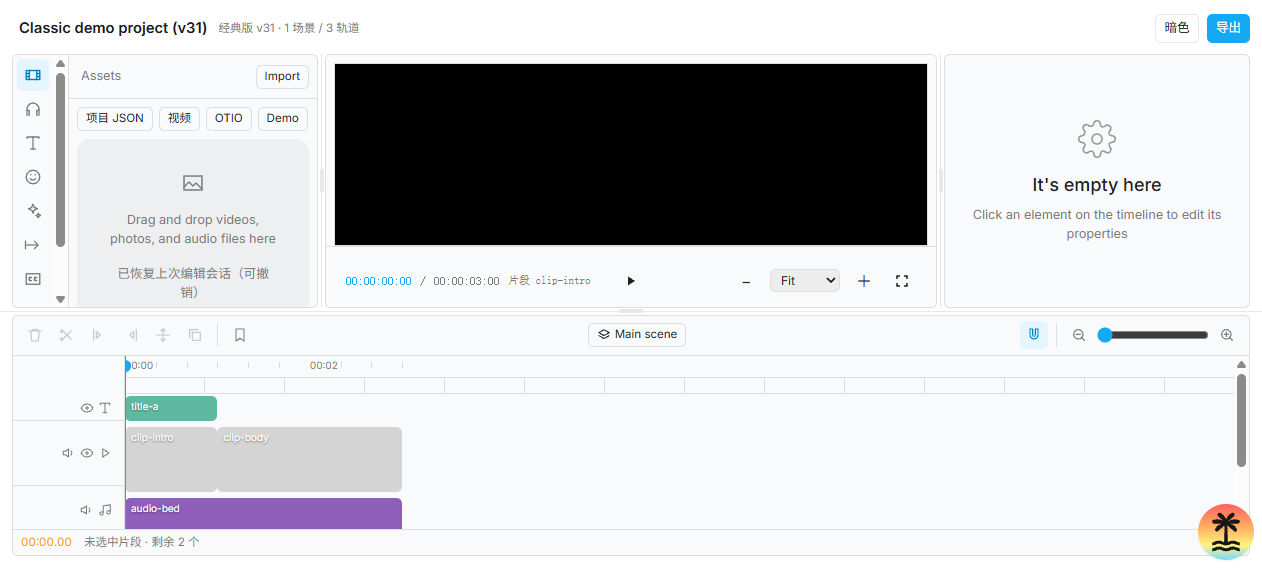 Classic demo project (v31) 经典版 v31 · 1 场景 / 3 轨道 暗色 导出
Assets Import
项目 JSON 视频 OTIO Demo
Drag and drop videos,
photos, and audio files here
已恢复上次编辑会话（可撤
销）
00:00:00:00 / 00:00:03:00 片段 clip-intro Fit
It's empty here
Click an element on the timeline to edit its
properties
Main scene
0:00 00:02
title-a
clip-intro clip-body
audio-bed
00:00.00 未选中片段 · 剩余 2 个